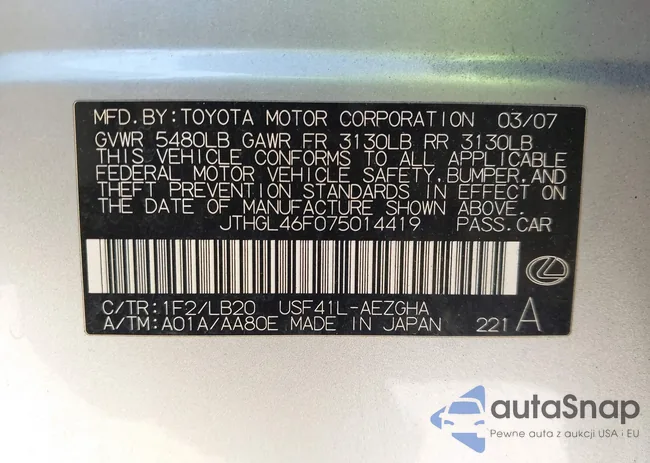 MFD. BY: TOYOTA MOTOR CORPORATION 03/07
GVWR 5480LB GAWR FR 3130LB RR 3130LB
THIS VEHICLE CONFORMS TO ALL APPLICABLE
FEDERAL MOTOR VEHICLE SAFETY, BUMPER, AND
THEFT PREVENTION STANDARDS IN EFFECT ON
THE DATE OF MANUFACTURE SHOWN ABOVE.
JTHGL46F075014419 PASS. CAR
C/TR: 1F2/LB20 USF41L-AEZGHA
A/TM: A01A/AA80E MADE IN JAPAN 221 A
autaSnap
Pewne auta z aukcji USA i EU